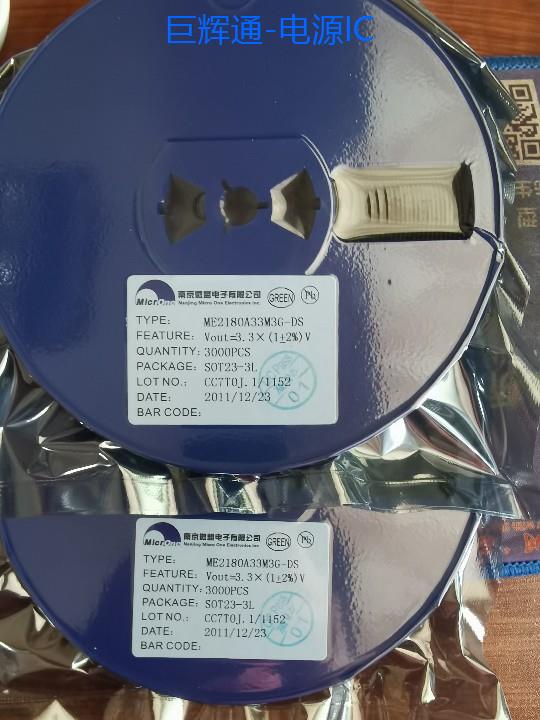 巨辉通-电源IC
MicrOne 南京微盟电子有限公司 GREEN Pb
Nanjing Micro One Electronics Inc.
TYPE: ME2180A33M3G-DS
FEATURE: Vout=3.3×(1±2%)V
QUANTITY: 3000PCS
PACKAGE: SOT23-3L
LOT NO.: CC7T0J.1/1152
DATE: 2011/12/23
BAR CODE:
01
MicrOne 南京微盟电子有限公司 GREEN Pb
Nanjing Micro One Electronics Inc.
TYPE: ME2180A33M3G-DS
FEATURE: Vout=3.3×(1±2%)V
QUANTITY: 3000PCS
PACKAGE: SOT23-3L
LOT NO.: CC7T0J.1/1152
DATE: 2011/12/23
BAR CODE:
01